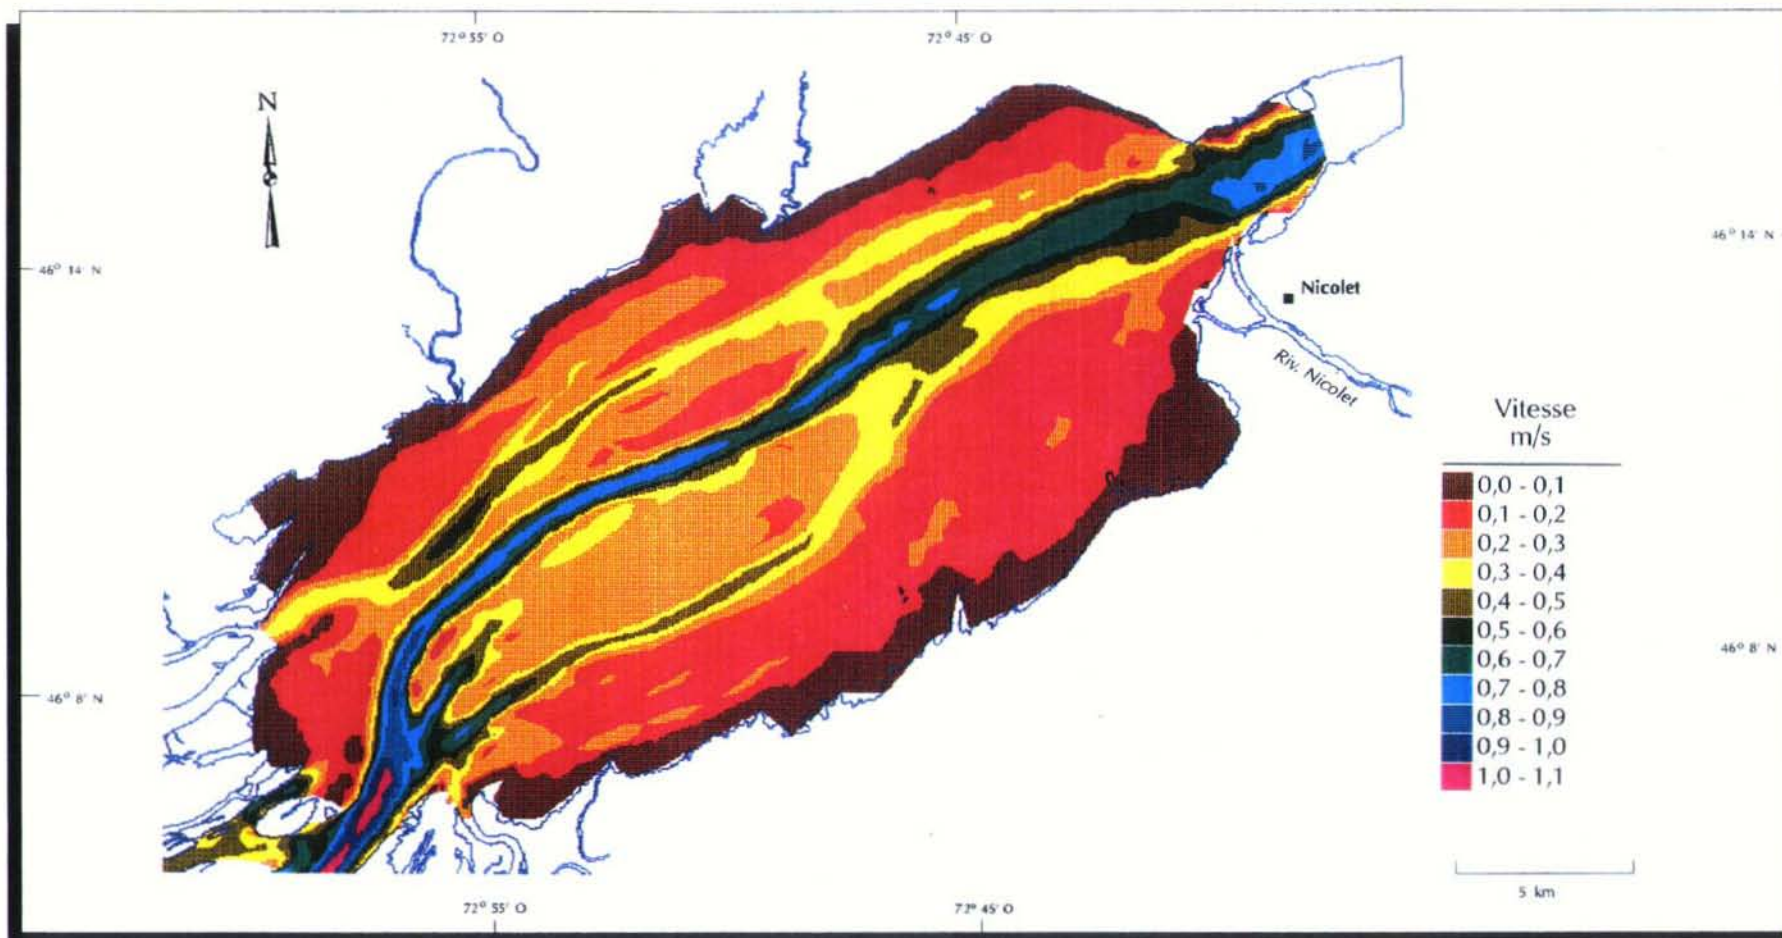 72° 55' O
72° 45' O
N
46° 14' N
46° 14' N
Nicolet
Riv. Nicolet
Vitesse
m/s
0,0 - 0,1
0,1 - 0,2
0,2 - 0,3
0,3 - 0,4
0,4 - 0,5
0,5 - 0,6
0,6 - 0,7
0,7 - 0,8
0,8 - 0,9
0,9 - 1,0
1,0 - 1,1
46° 8' N
46° 8' N
5 km
72° 55' O
72° 45' O